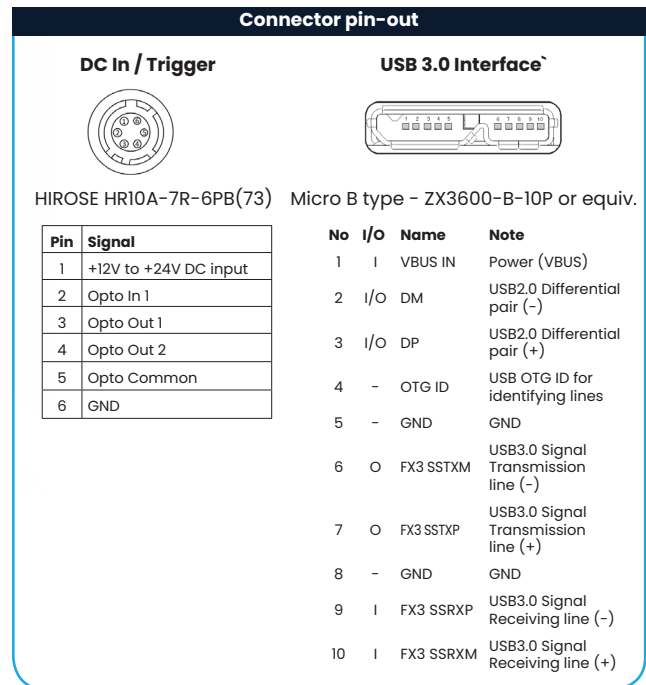 Connector pin-out
DC In / Trigger
1 6
2 5
3 4
HIROSE HR10A-7R-6PB(73)
Pin Signal
1 +12V to +24V DC input
2 Opto In 1
3 Opto Out 1
4 Opto Out 2
5 Opto Common
6 GND
USB 3.0 Interface`
1 2 3 4 5 6 7 8 9 10
Micro B type - ZX3600-B-10P or equiv.
No I/O Name Note
1 I VBUS IN Power (VBUS)
2 I/O DM USB2.0 Differential
pair (-)
3 I/O DP USB2.0 Differential
pair (+)
4 - OTG ID USB OTG ID for
identifying lines
5 - GND GND
6 O FX3 SSTXM USB3.0 Signal
Transmission
line (-)
7 O FX3 SSTXP USB3.0 Signal
Transmission
line (+)
8 - GND GND
9 I FX3 SSRXP USB3.0 Signal
Receiving line (-)
10 I FX3 SSRXM USB3.0 Signal
Receiving line (+)